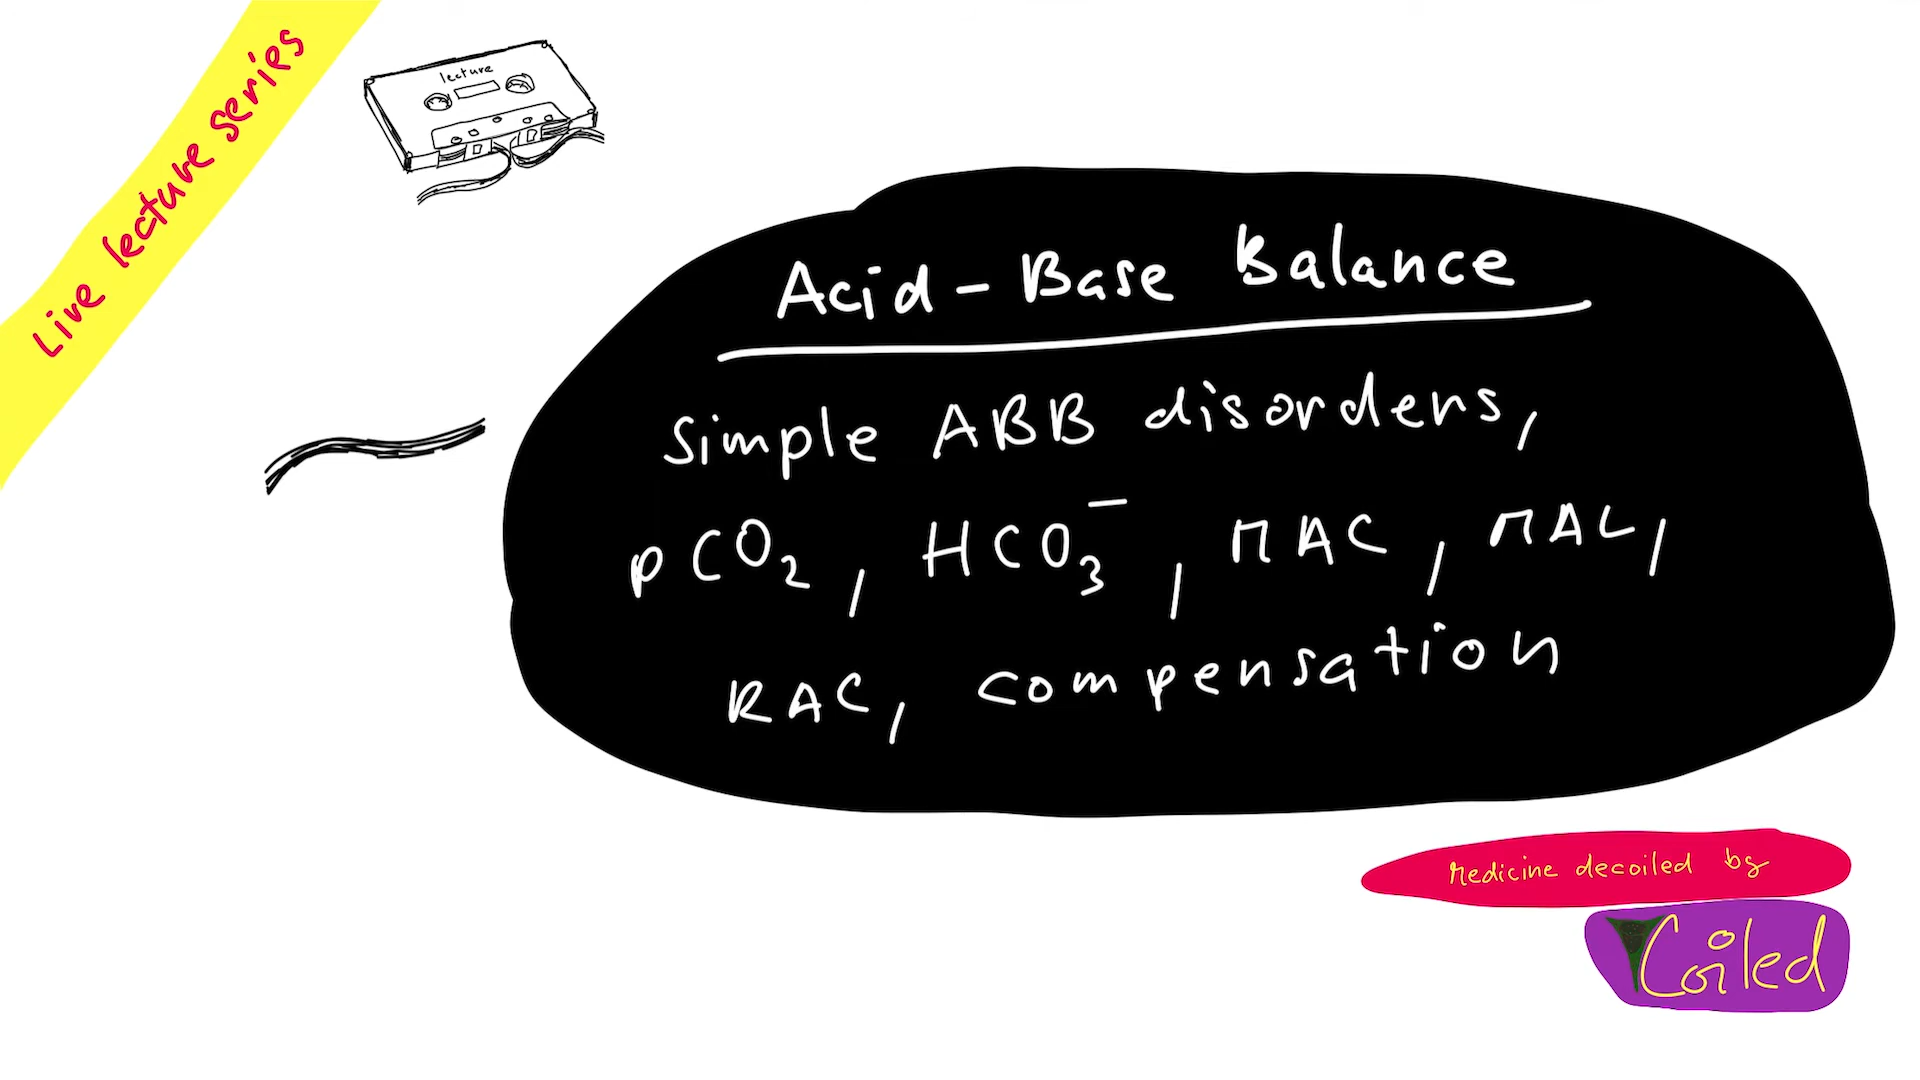 Live lecture series
lecture
Acid-Base Balance
Simple ABB disorders,
pCO₂, HCO₃⁻, MAC, MAL,
RAC, compensation
Medicine decoiled by
Coiled